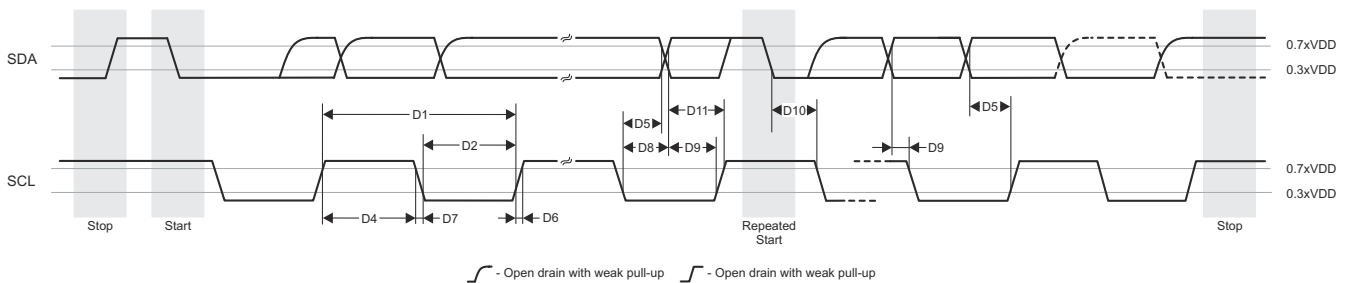 SDA
0.7xVDD
0.3xVDD
D1
D11
D10
D5
D5
D2
D8
D9
D9
SCL
0.7xVDD
0.3xVDD
D4
D7
D6
Stop
Start
Repeated
Start
Stop
- Open drain with weak pull-up
- Open drain with weak pull-up